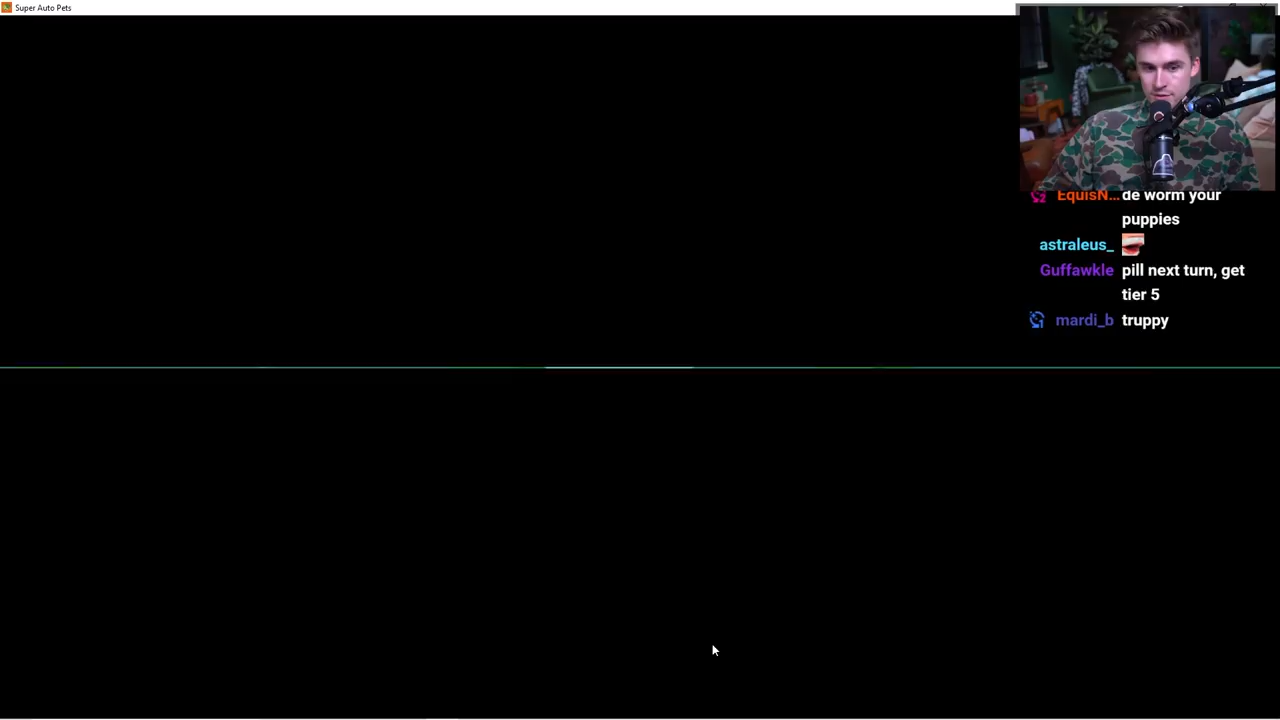 Super Auto Pets
EquisN... de worm your
puppies
astraleus_
Guffawkle pill next turn, get
tier 5
mardi_b truppy